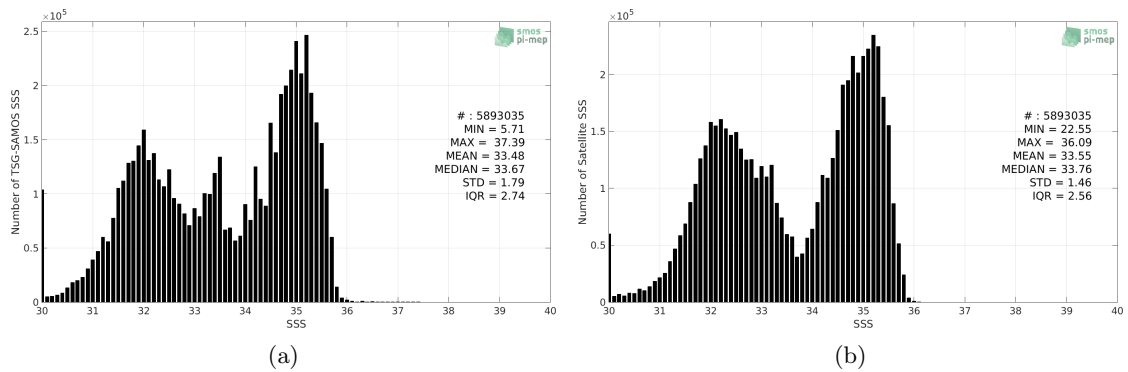 ×10⁵
2.5
2
1.5
1
0.5
0
Number of TSG-SAMOS SSS
smos
pi-mep
# : 5893035
MIN = 5.71
MAX = 37.39
MEAN = 33.48
MEDIAN = 33.67
STD = 1.79
IQR = 2.74
30 31 32 33 34 35 36 37 38 39 40
SSS
(a)
×10⁵
2
1.5
1
0.5
0
Number of Satellite SSS
smos
pi-mep
# : 5893035
MIN = 22.55
MAX = 36.09
MEAN = 33.55
MEDIAN = 33.76
STD = 1.46
IQR = 2.56
30 31 32 33 34 35 36 37 38 39 40
SSS
(b)